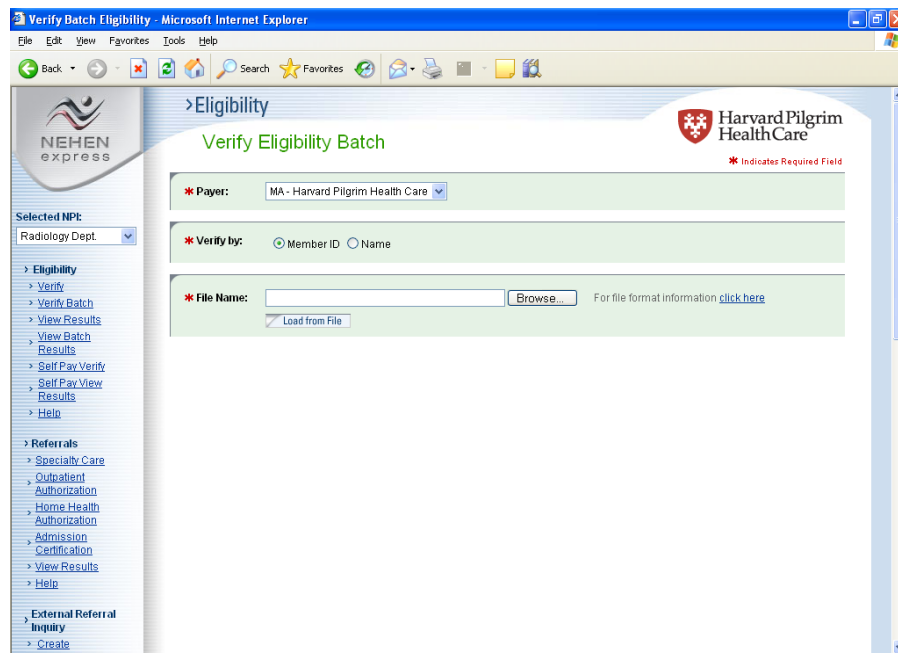 Verify Batch Eligibility - Microsoft Internet Explorer
File Edit View Favorites Tools Help
Back Search Favorites
NEHEN
express
Selected NPI:
Radiology Dept.
> Eligibility
> Verify
> Verify Batch
> View Results
> View Batch
Results
> Self Pay Verify
> Self Pay View
Results
> Help
> Referrals
> Specialty Care
> Outpatient
Authorization
> Home Health
Authorization
> Admission
Certification
> View Results
> Help
> External Referral
Inquiry
> Create
>Eligibility
Verify Eligibility Batch
Harvard Pilgrim
HealthCare
* Indicates Required Field
* Payer: MA - Harvard Pilgrim Health Care
* Verify by: Member ID Name
* File Name: Browse... For file format information click here
Load from File